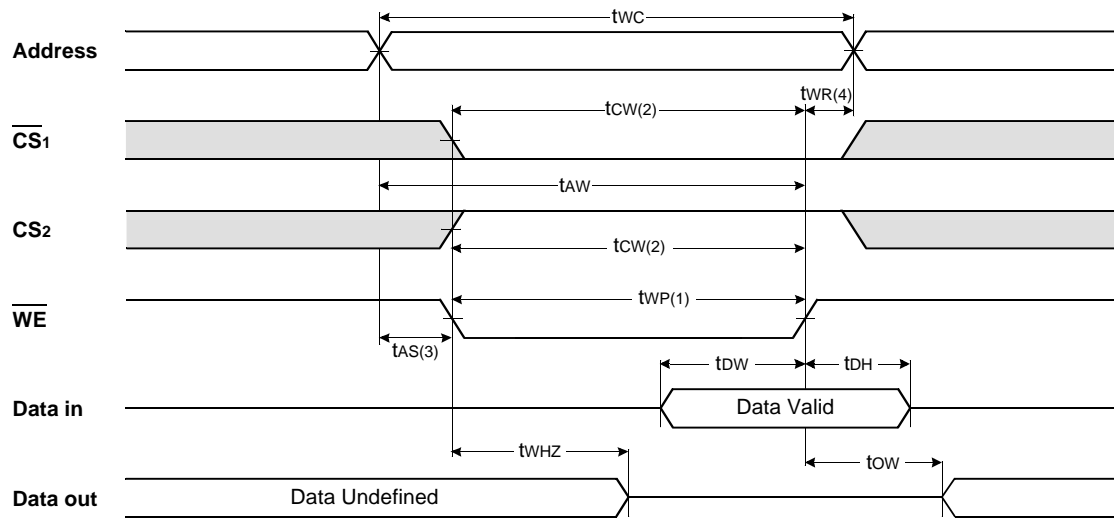 tWC
Address
tCW(2)
tWR(4)
CS1
tAW
CS2
tCW(2)
tWP(1)
WE
tAS(3)
tDW
tDH
Data in
Data Valid
tWHZ
tOW
Data out
Data Undefined